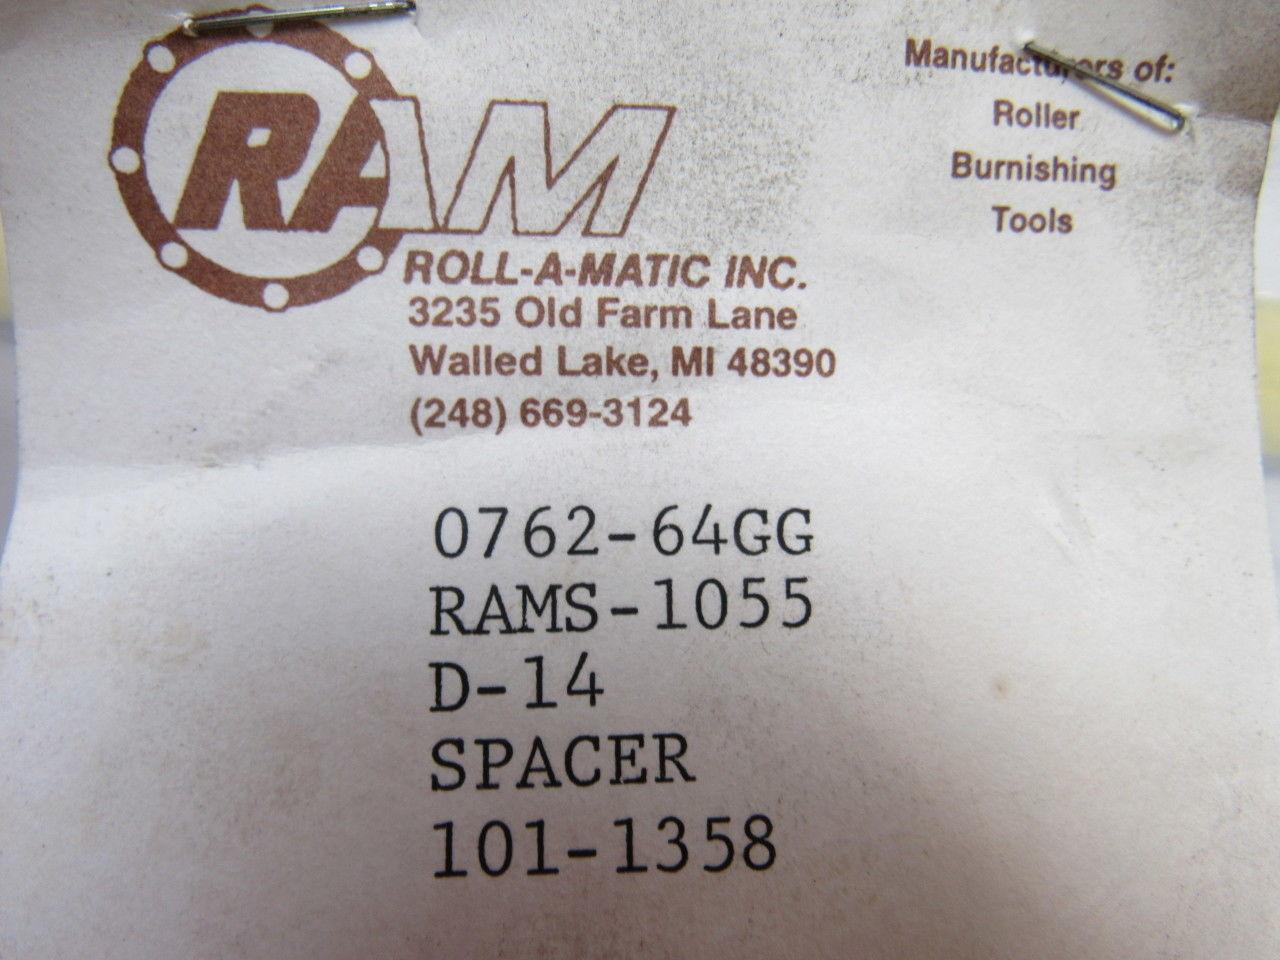 RAM
ROLL-A-MATIC INC.
3235 Old Farm Lane
Walled Lake, MI 48390
(248) 669-3124
Manufacturers of:
Roller
Burnishing
Tools
0762-64GG
RAMS-1055
D-14
SPACER
101-1358